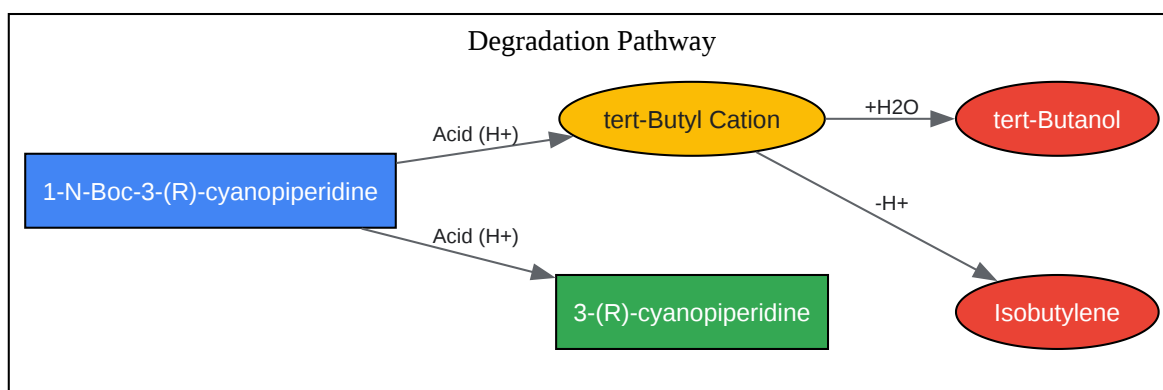 Degradation Pathway
tert-Butyl Cation
+H2O
tert-Butanol
Acid (H+)
1-N-Boc-3-(R)-cyanopiperidine
-H+
Acid (H+)
3-(R)-cyanopiperidine
Isobutylene